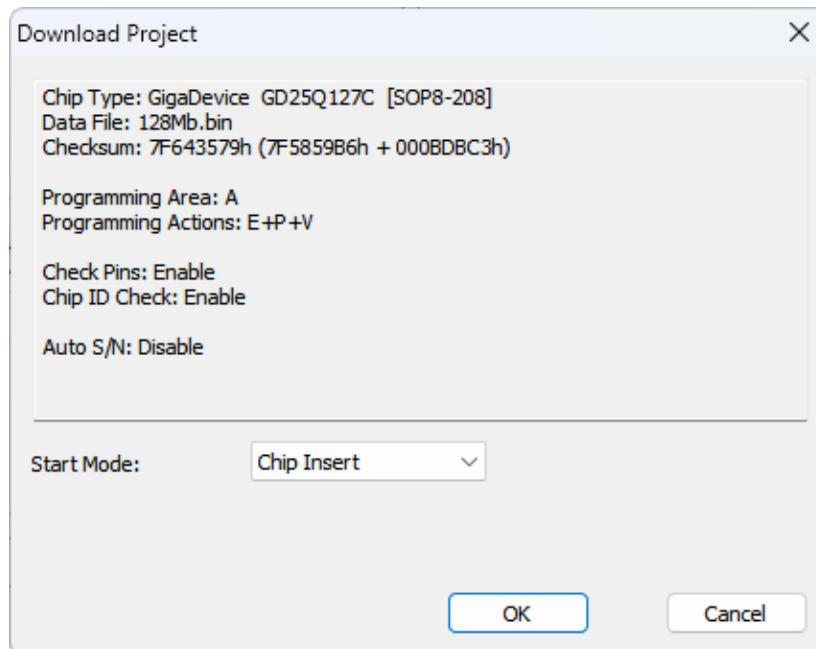 Download Project
Chip Type: GigaDevice GD25Q127C [SOP8-208]
Data File: 128Mb.bin
Checksum: 7F643579h (7F5859B6h + 000BDBC3h)
Programming Area: A
Programming Actions: E+P+V
Check Pins: Enable
Chip ID Check: Enable
Auto S/N: Disable
Start Mode: Chip Insert
OK Cancel